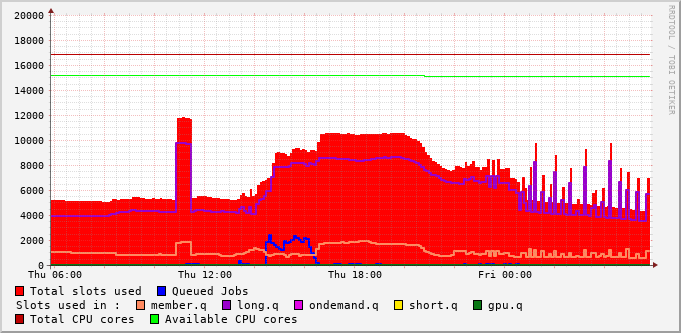 20000
18000
16000
14000
12000
10000
8000
6000
4000
2000
0
Thu 06:00 Thu 12:00 Thu 18:00 Fri 00:00
Total slots used Queued Jobs
Slots used in : member.q long.q ondemand.q short.q gpu.q
Total CPU cores Available CPU cores
RRDTOOL / TOBI OETIKER